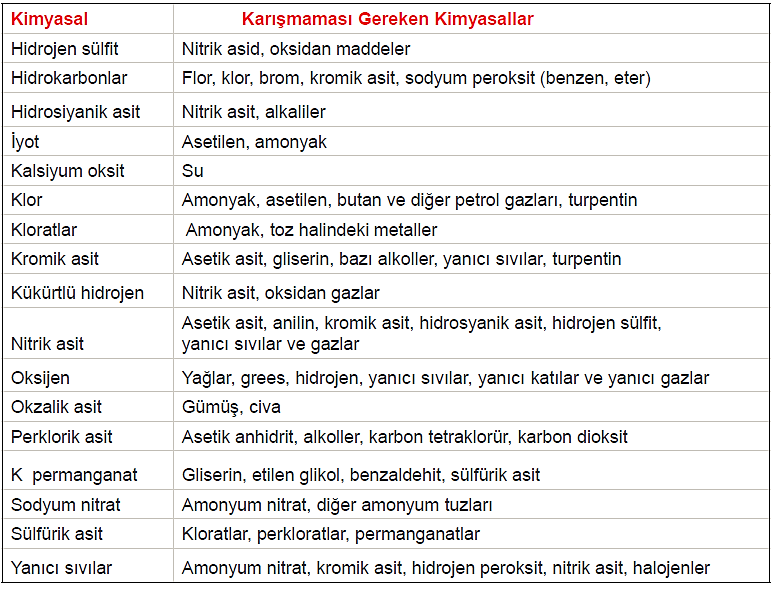 Kimyasal Karışmaması Gereken Kimyasallar
Hidrojen sülfit Nitrik asid, oksidan maddeler
Hidrokarbonlar Flor, klor, brom, kromik asit, sodyum peroksit (benzen, eter)
Hidrosiyanik asit Nitrik asit, alkaliler
İyot Asetilen, amonyak
Kalsiyum oksit Su
Klor Amonyak, asetilen, butan ve diğer petrol gazları, turpentin
Kloratlar Amonyak, toz halindeki metaller
Kromik asit Asetik asit, gliserin, bazı alkoller, yanıcı sıvılar, turpentin
Kükürtlü hidrojen Nitrik asit, oksidan gazlar
Asetik asit, anilin, kromik asit, hidrosyanik asit, hidrojen sülfit,
Nitrik asit yanıcı sıvılar ve gazlar
Oksijen Yağlar, grees, hidrojen, yanıcı sıvılar, yanıcı katılar ve yanıcı gazlar
Okzalik asit Gümüş, civa
Perklorik asit Asetik anhidrit, alkoller, karbon tetraklorür, karbon dioksit
K permanganat Gliserin, etilen glikol, benzaldehit, sülfürik asit
Sodyum nitrat Amonyum nitrat, diğer amonyum tuzları
Sülfürik asit Kloratlar, perkloratlar, permanganatlar
Yanıcı sıvılar Amonyum nitrat, kromik asit, hidrojen peroksit, nitrik asit, halojenler